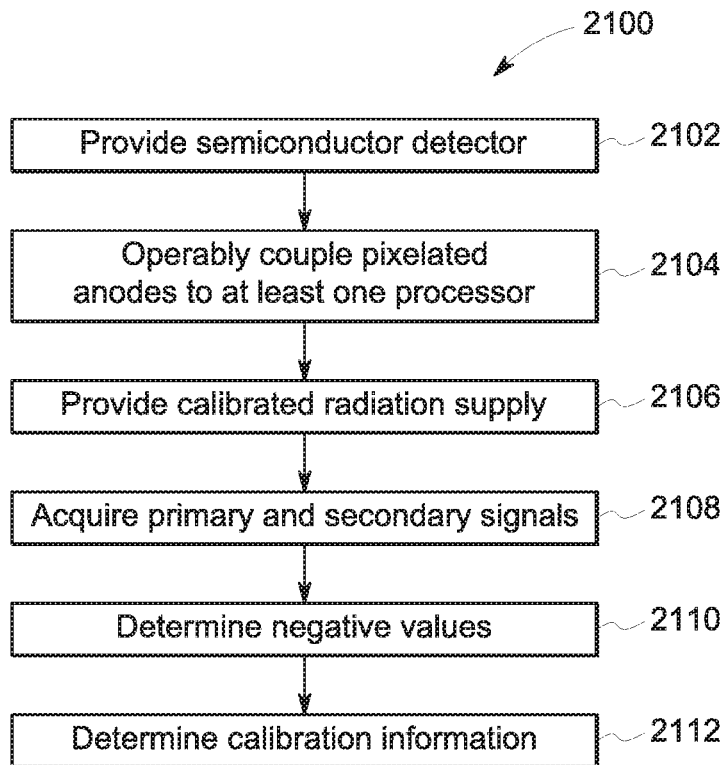 2100
Provide semiconductor detector 2102
Operably couple pixelated
anodes to at least one processor 2104
Provide calibrated radiation supply 2106
Acquire primary and secondary signals 2108
Determine negative values 2110
Determine calibration information 2112